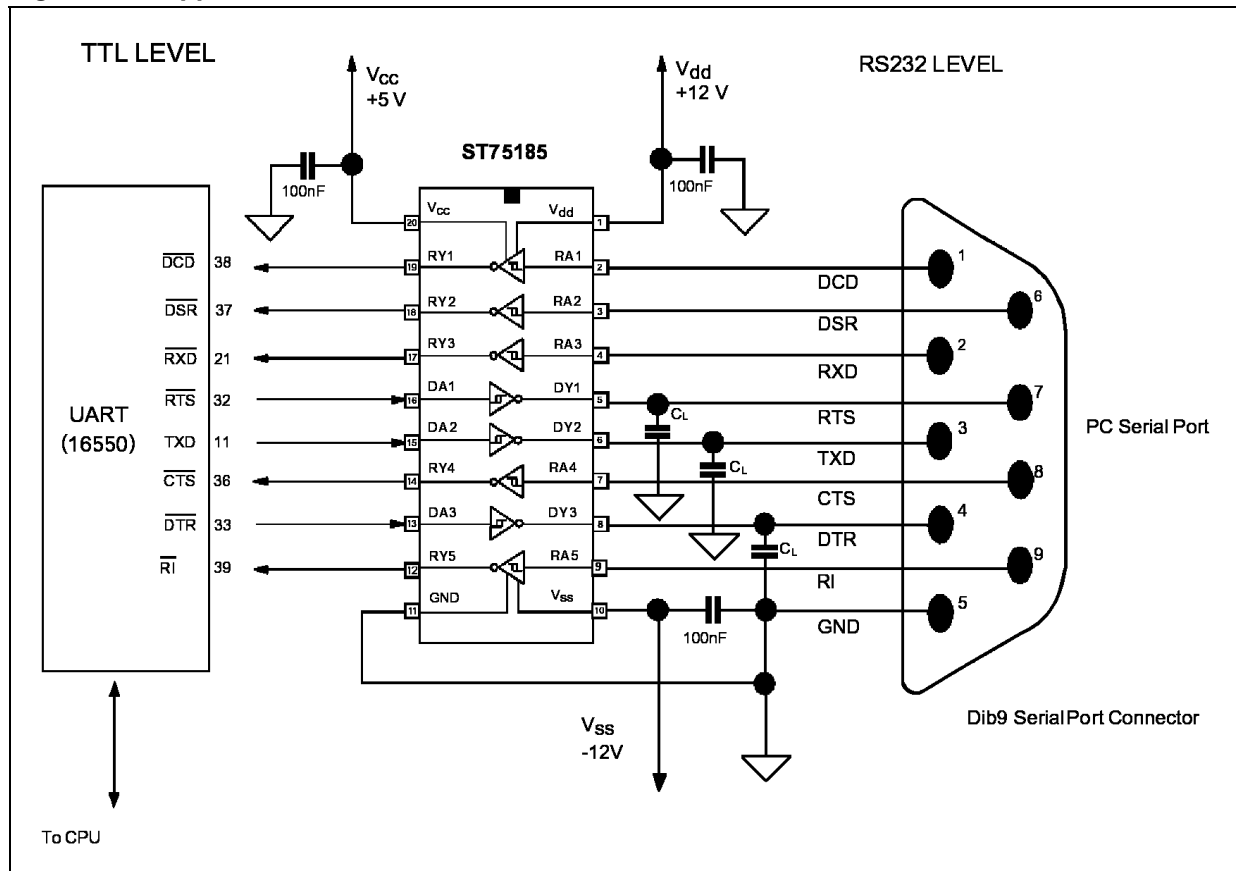 TTL LEVEL
RS232 LEVEL
VCC
+5 V
Vdd
+12 V
ST75185
100nF
100nF
VCC
Vdd
20
1
DCD 38
19
RY1
RA1
2
DCD
1
DSR 37
18
RY2
RA2
3
DSR
6
RXD 21
17
RY3
RA3
4
RXD
2
RTS 32
16
DA1
DY1
5
RTS
CL
7
UART
(16550)
TXD 11
15
DA2
DY2
6
TXD
CL
3
PC Serial Port
CTS 36
14
RY4
RA4
7
CTS
8
DTR 33
13
DA3
DY3
8
DTR
CL
4
RI 39
12
RY5
RA5
9
RI
9
11
GND
VSS
10
100nF
GND
5
VSS
-12V
Dib9 SerialPort Connector
To CPU